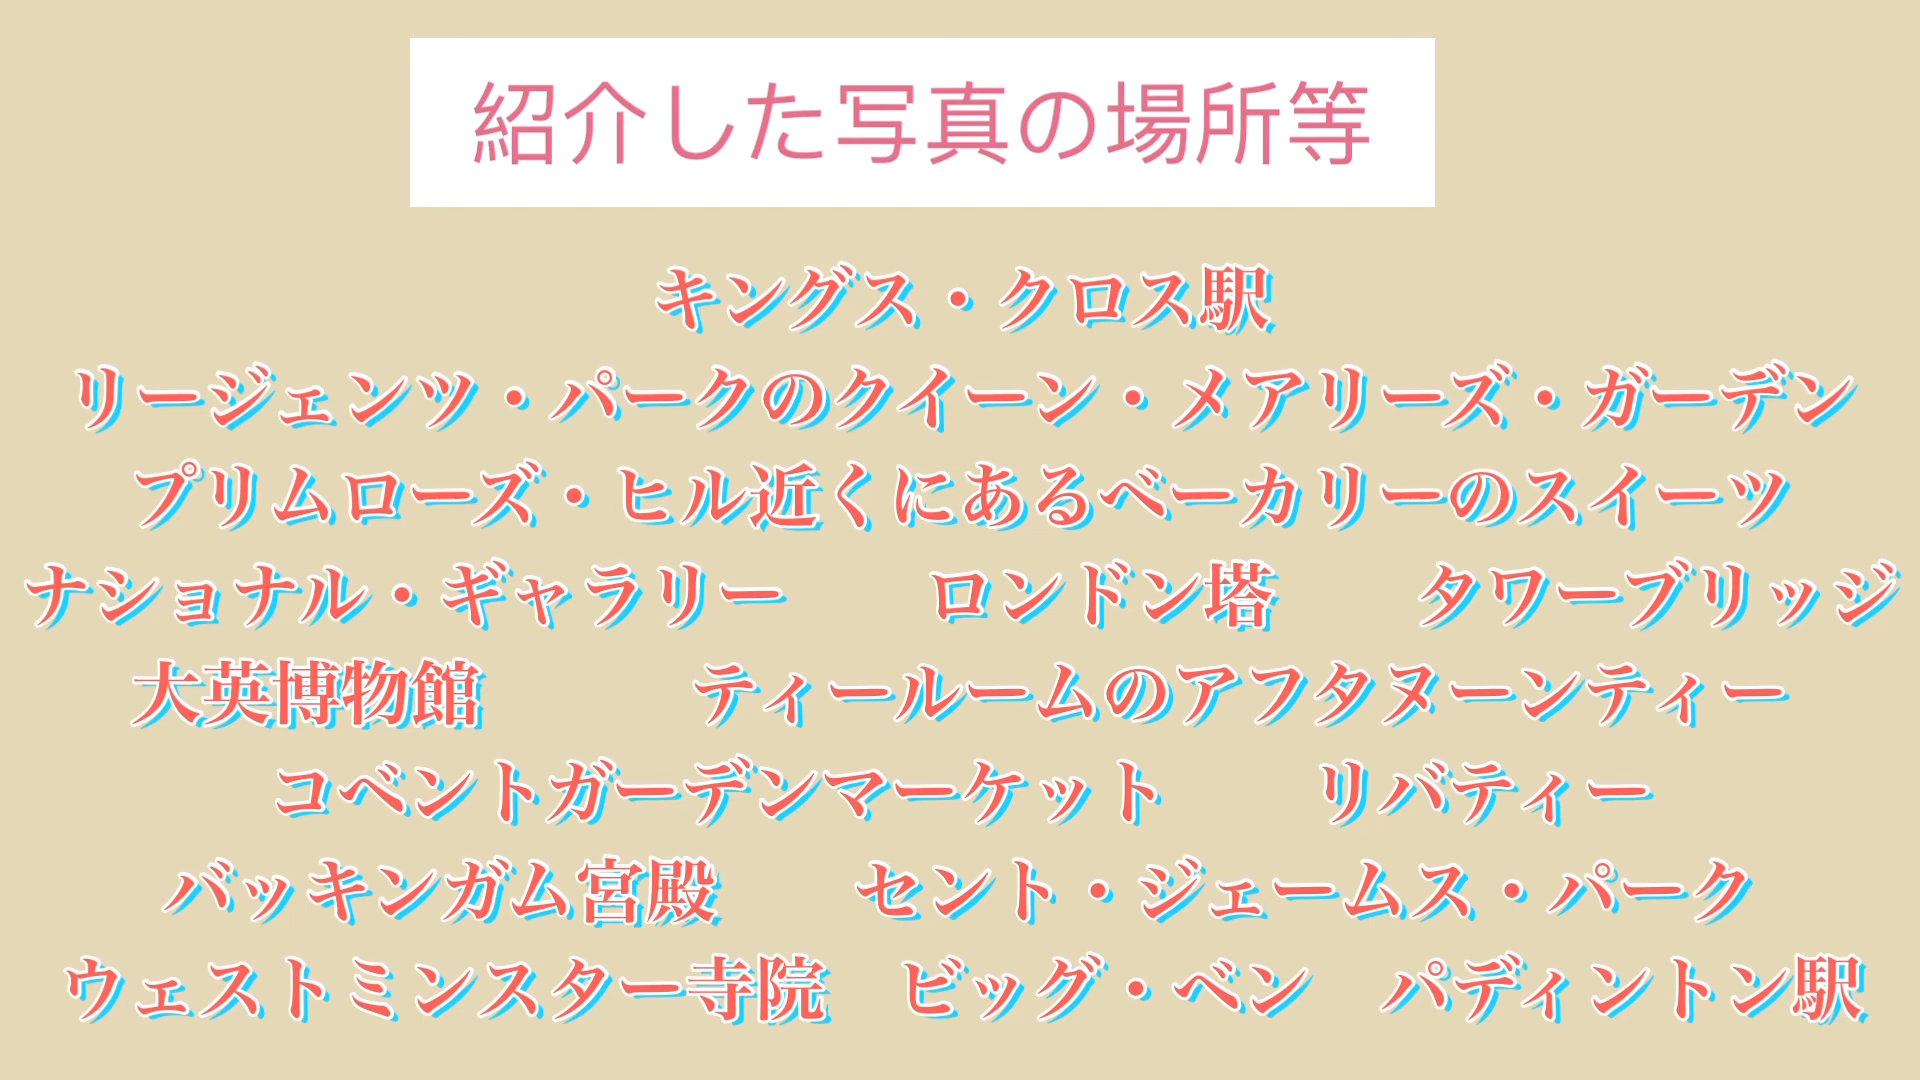 紹介した写真の場所等
キングス・クロス駅
リージェンツ・パークのクイーン・メアリーズ・ガーデン
プリムローズ・ヒル近くにあるベーカリーのスイーツ
ナショナル・ギャラリー　　ロンドン塔　　タワーブリッジ
大英博物館　　　ティールームのアフタヌーンティー
コベントガーデンマーケット　　リバティー
バッキンガム宮殿　　セント・ジェームス・パーク
ウェストミンスター寺院　ビッグ・ベン　パディントン駅